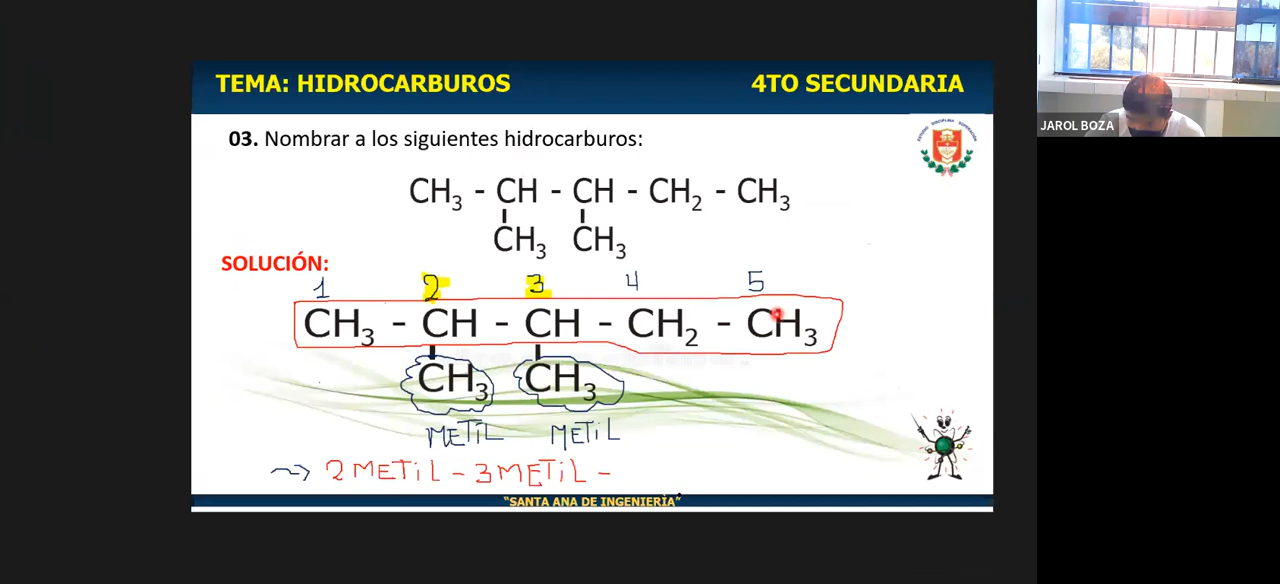 TEMA: HIDROCARBUROS 4TO SECUNDARIA
JAROL BOZA
03. Nombrar a los siguientes hidrocarburos:
CH₃ - CH - CH - CH₂ - CH₃
CH₃ CH₃
SOLUCIÓN:
1 2 3 4 5
CH₃ - CH - CH - CH₂ - CH₃
CH₃ CH₃
METIL METIL
~> 2 METIL - 3 METIL -
"SANTA ANA DE INGENIERÌA"